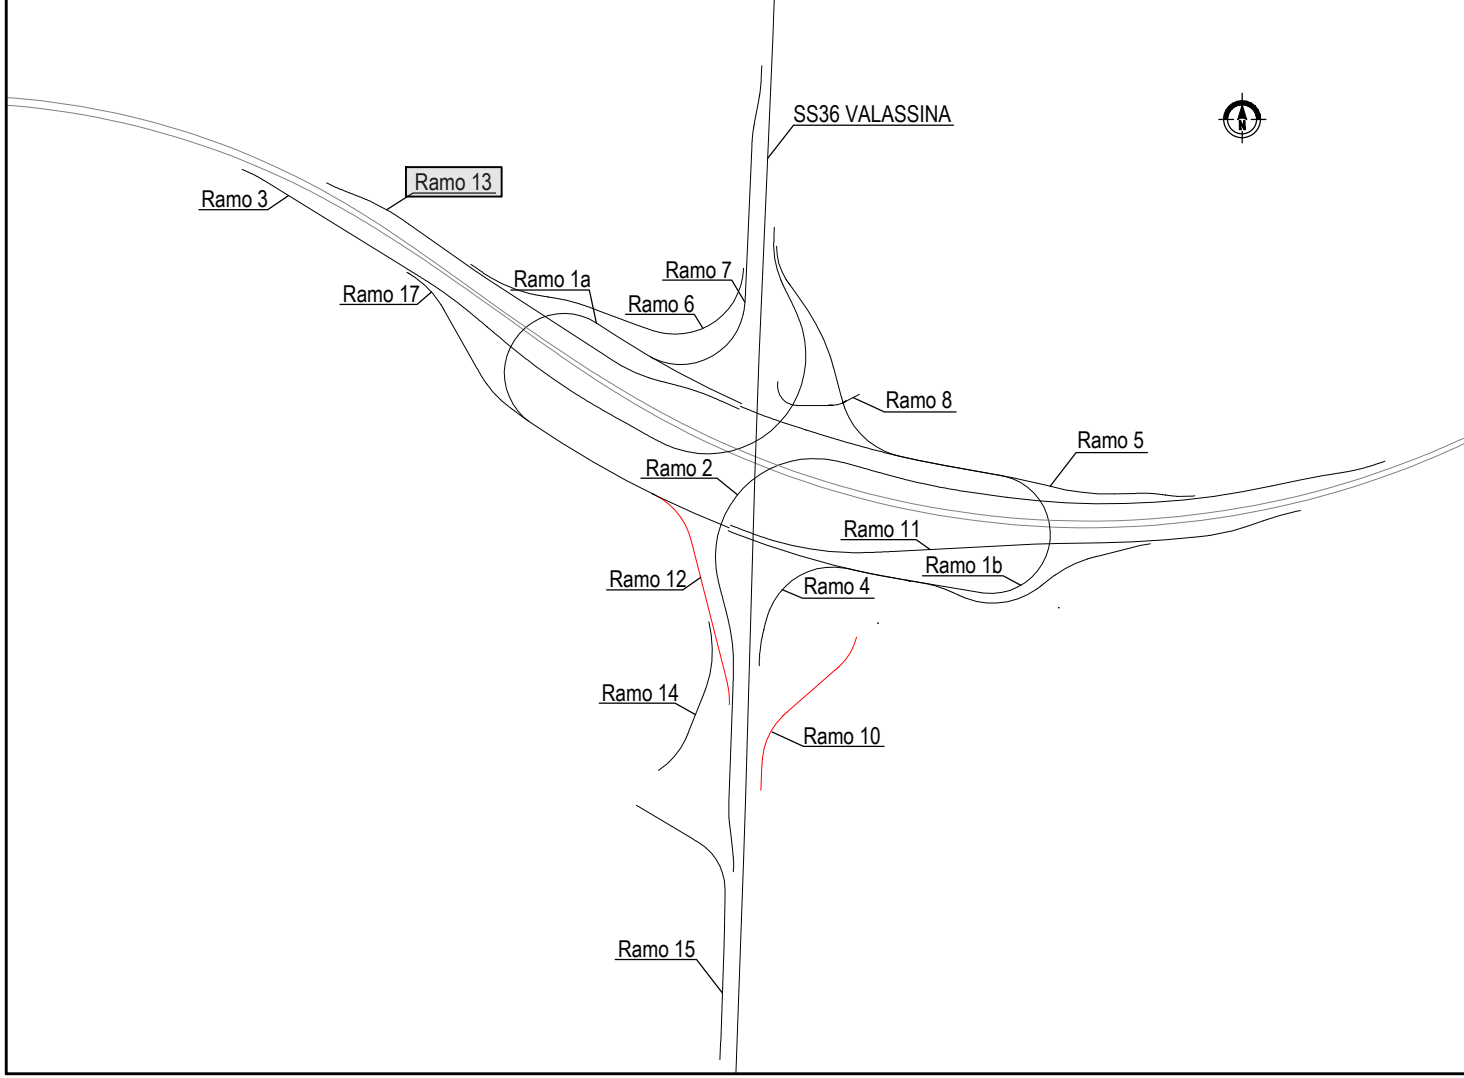 SS36 VALASSINA
N
Ramo 13
Ramo 3
Ramo 7
Ramo 1a
Ramo 17
Ramo 6
Ramo 8
Ramo 5
Ramo 2
Ramo 11
Ramo 1b
Ramo 12
Ramo 4
Ramo 14
Ramo 10
Ramo 15